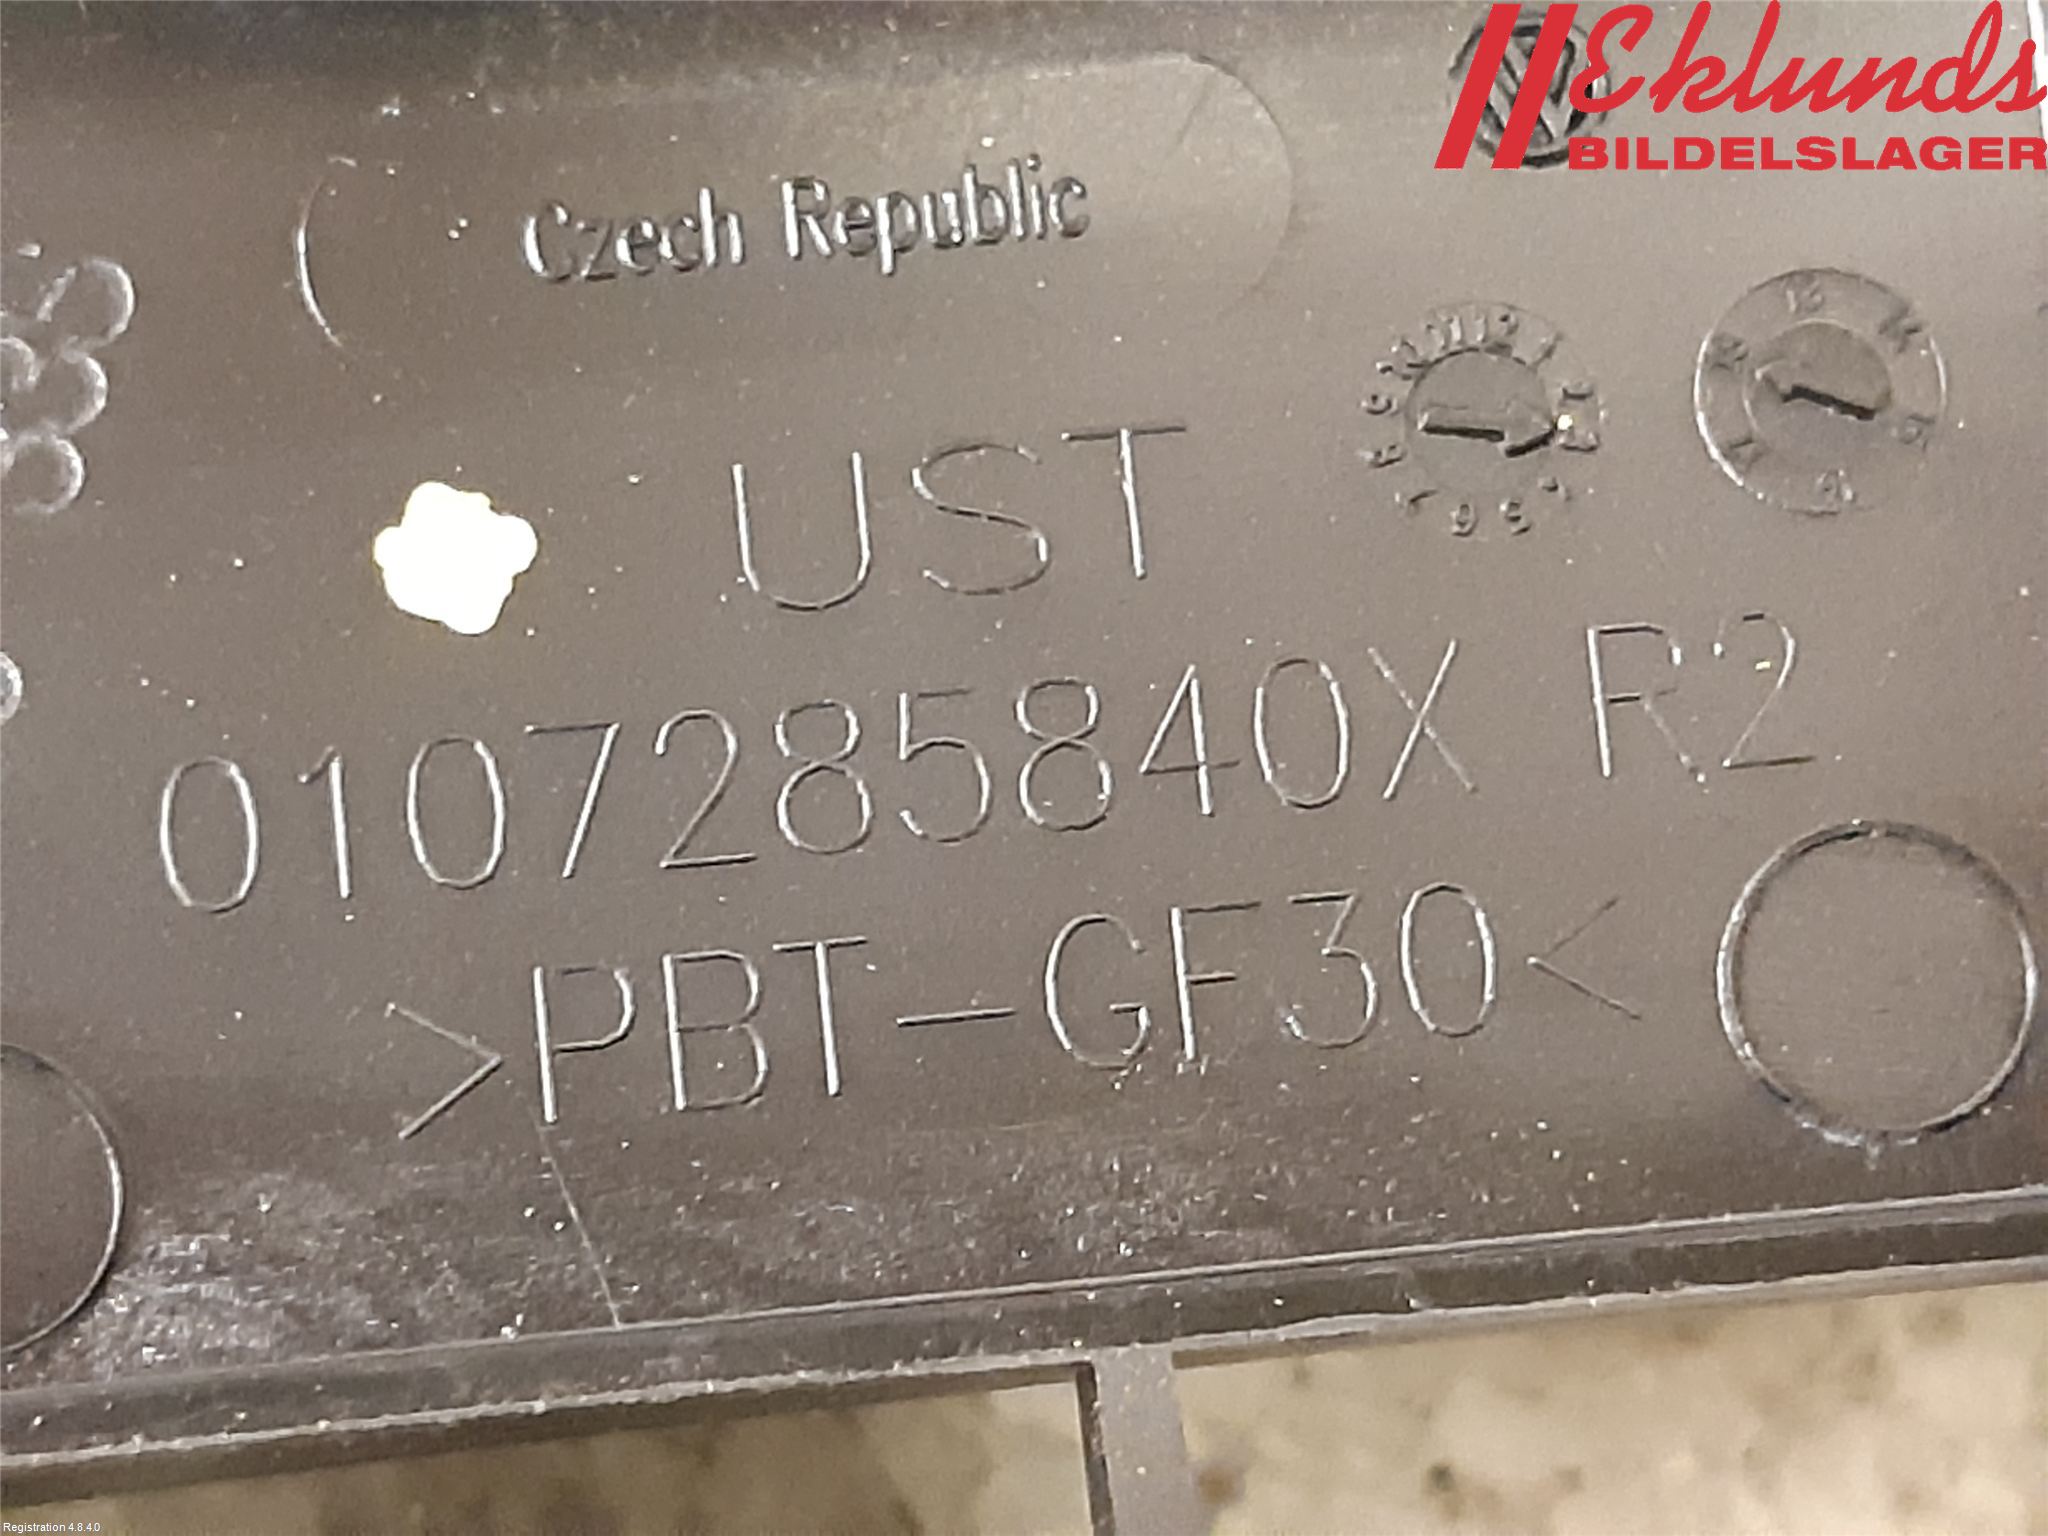 Eklunds
BILDELSLAGER
Czech Republic
UST
0107285840X R2
>PBT-GF30<
Registration 4.8.4.0